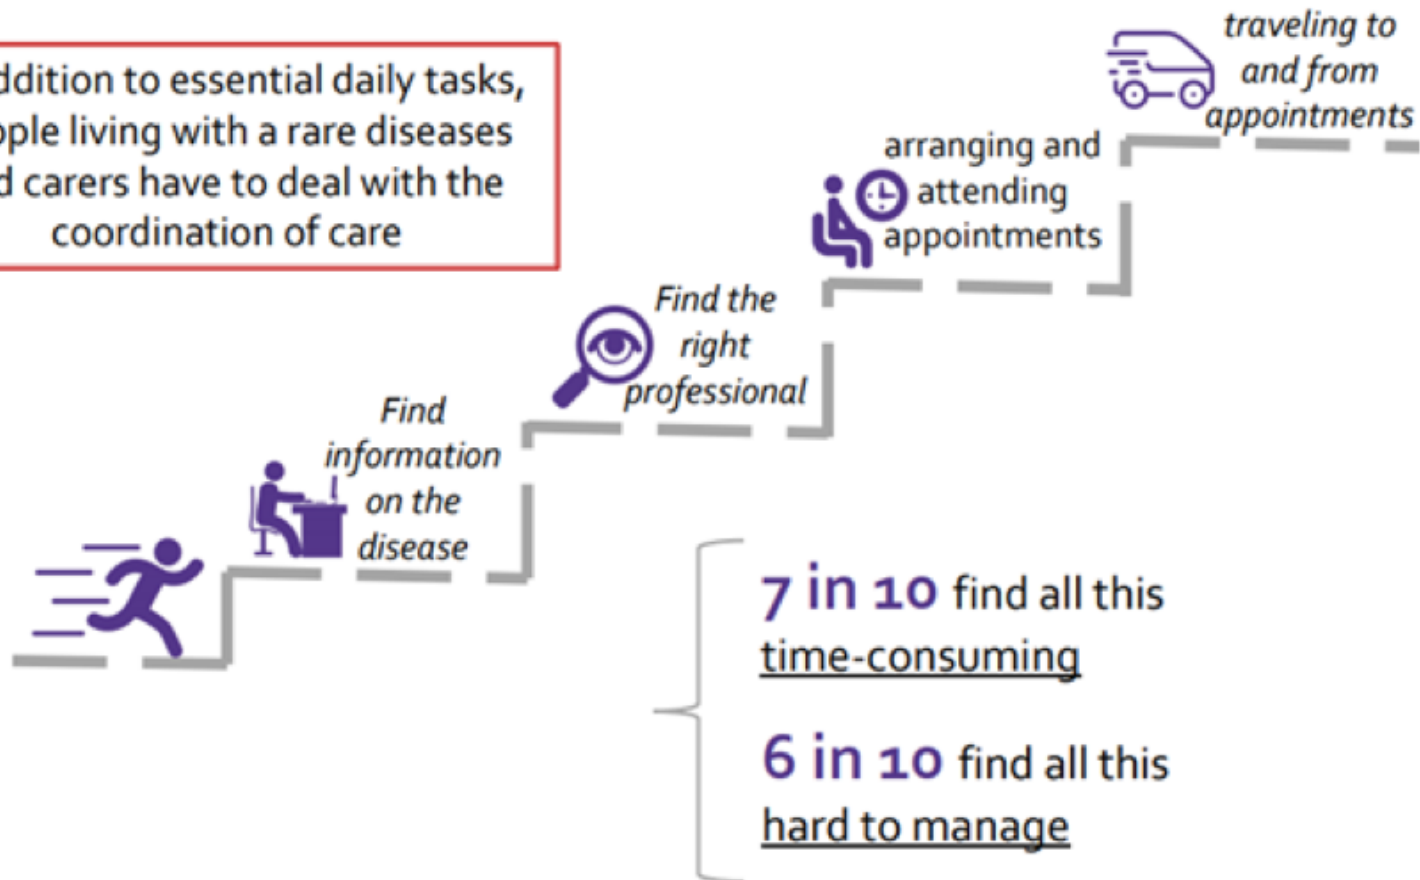 ddition to essential daily tasks,
ople living with a rare diseases
d carers have to deal with the
coordination of care
traveling to
and from
appointments
arranging and
attending
appointments
Find the
right
professional
Find
information
on the
disease
7 in 10 find all this
time-consuming
6 in 10 find all this
hard to manage